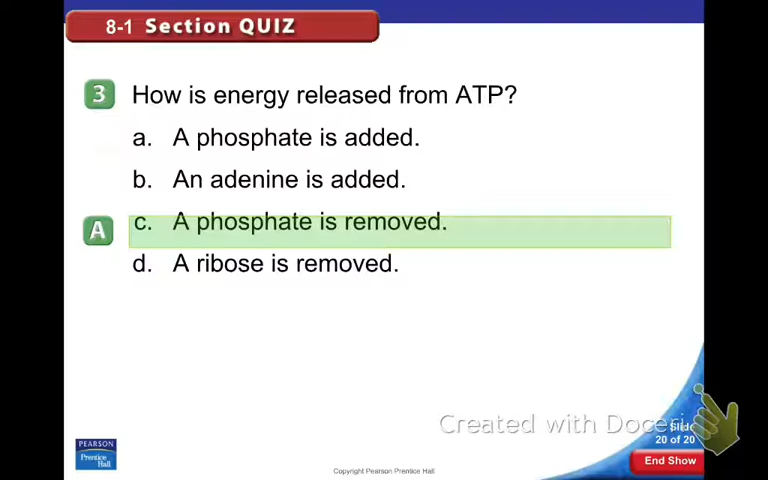 8-1 Section QUIZ
3 How is energy released from ATP?
a. A phosphate is added.
b. An adenine is added.
A c. A phosphate is removed.
d. A ribose is removed.
Created with Doceri
Slide
20 of 20
End Show
PEARSON
Prentice
Hall
Copyright Pearson Prentice Hall